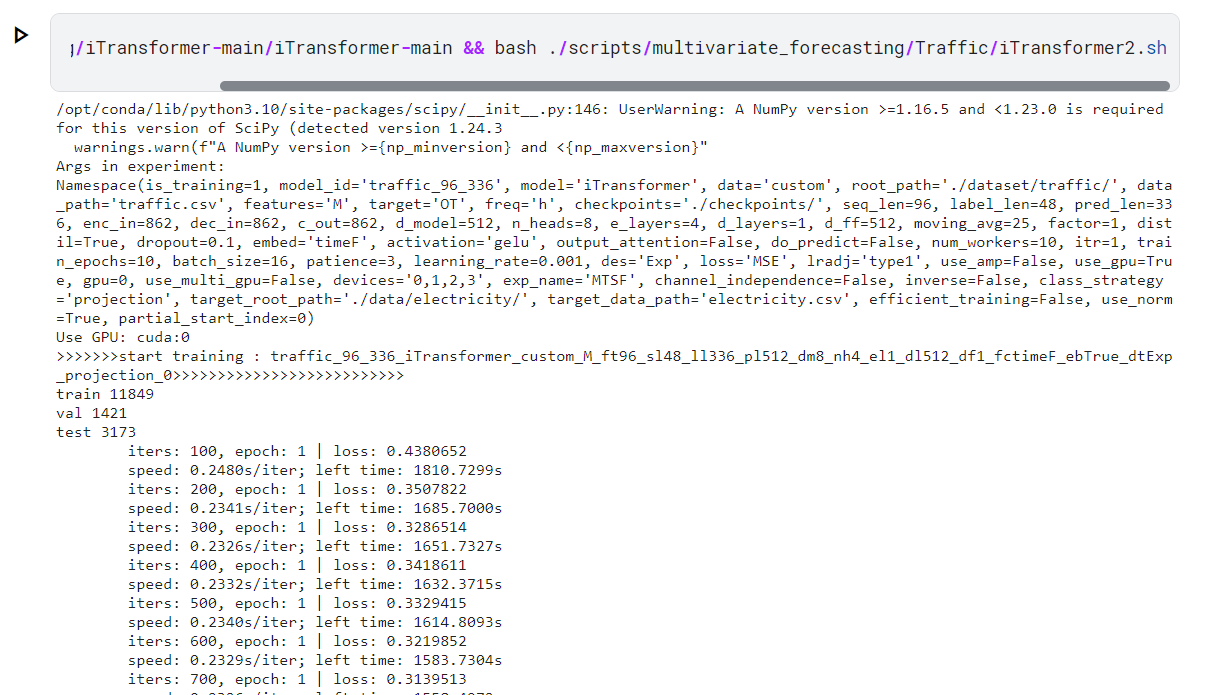 /iTransformer-main/iTransformer-main && bash ./scripts/multivariate_forecasting/Traffic/iTransformer2.sh
/opt/conda/lib/python3.10/site-packages/scipy/__init__.py:146: UserWarning: A NumPy version >=1.16.5 and <1.23.0 is required
for this version of SciPy (detected version 1.24.3
warnings.warn(f"A NumPy version >={np_minversion} and <{np_maxversion}"
Args in experiment:
Namespace(is_training=1, model_id='traffic_96_336', model='iTransformer', data='custom', root_path='./dataset/traffic/', data
_path='traffic.csv', features='M', target='OT', freq='h', checkpoints='./checkpoints/', seq_len=96, label_len=48, pred_len=33
6, enc_in=862, dec_in=862, c_out=862, d_model=512, n_heads=8, e_layers=4, d_layers=1, d_ff=512, moving_avg=25, factor=1, dist
il=True, dropout=0.1, embed='timeF', activation='gelu', output_attention=False, do_predict=False, num_workers=10, itr=1, trai
n_epochs=10, batch_size=16, patience=3, learning_rate=0.001, des='Exp', loss='MSE', lradj='type1', use_amp=False, use_gpu=Tru
e, gpu=0, use_multi_gpu=False, devices='0,1,2,3', exp_name='MTSF', channel_independence=False, inverse=False, class_strategy
='projection', target_root_path='./data/electricity/', target_data_path='electricity.csv', efficient_training=False, use_norm
=True, partial_start_index=0)
Use GPU: cuda:0
>>>>>>>start training : traffic_96_336_iTransformer_custom_M_ft96_sl48_ll336_pl512_dm8_nh4_el1_dl512_df1_fctimeF_ebTrue_dtExp
_projection_0>>>>>>>>>>>>>>>>>>>>>>>>>>
train 11849
val 1421
test 3173
iters: 100, epoch: 1 | loss: 0.4380652
speed: 0.2480s/iter; left time: 1810.7299s
iters: 200, epoch: 1 | loss: 0.3507822
speed: 0.2341s/iter; left time: 1685.7000s
iters: 300, epoch: 1 | loss: 0.3286514
speed: 0.2326s/iter; left time: 1651.7327s
iters: 400, epoch: 1 | loss: 0.3418611
speed: 0.2332s/iter; left time: 1632.3715s
iters: 500, epoch: 1 | loss: 0.3329415
speed: 0.2340s/iter; left time: 1614.8093s
iters: 600, epoch: 1 | loss: 0.3219852
speed: 0.2329s/iter; left time: 1583.7304s
iters: 700, epoch: 1 | loss: 0.3139513